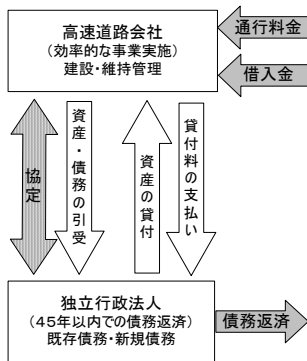 高速道路会社
(効率的な事業実施)
建設・維持管理
通行料金
借入金
協定
資産・債務の引受
資産の貸付
貸付料の支払い
独立行政法人
(45年以内での債務返済)
既存債務・新規債務
債務返済